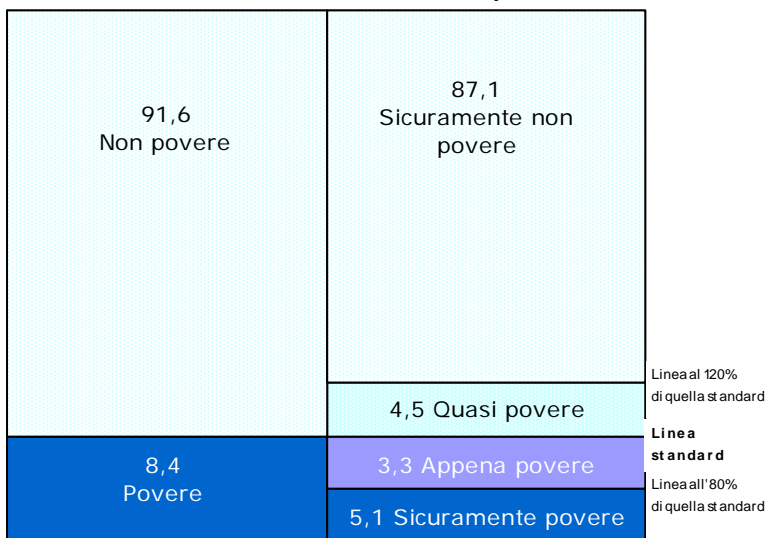 91,6
Non povere
87,1
Sicuramente non
povere
Linea al 120%
di quella standard
4,5 Quasi povere
Linea
standard
8,4
Povere
3,3 Appena povere
Linea all'80%
di quella standard
5,1 Sicuramente povere